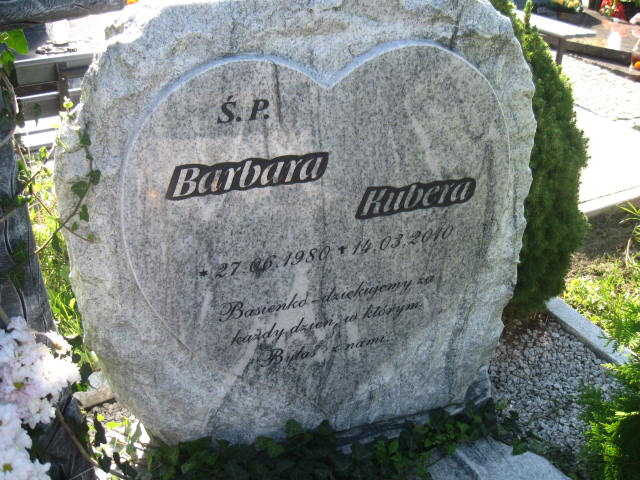 Ś. P.
Barbara
Kubera
* 27.06.1980 + 14.03.2010
Basieńko - dziękujemy za
każdy dzień, w którym
Byłaś z nami